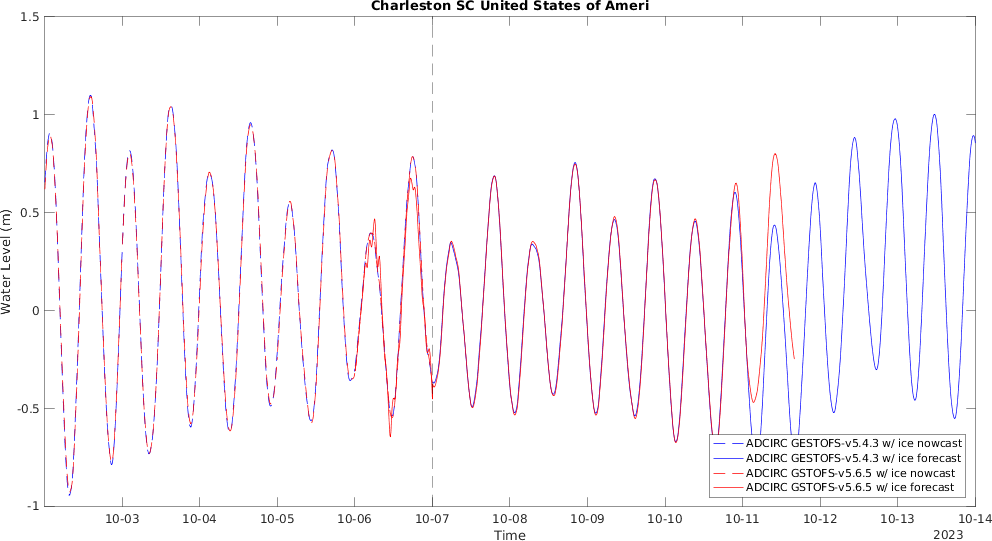 Charleston SC United States of Ameri
1.5
1
0.5
0
-0.5
-1
Water Level (m)
10-03 10-04 10-05 10-06 10-07 10-08 10-09 10-10 10-11 10-12 10-13 10-14
Time
2023
ADCIRC GESTOFS-v5.4.3 w/ ice nowcast
ADCIRC GESTOFS-v5.4.3 w/ ice forecast
ADCIRC GSTOFS-v5.6.5 w/ ice nowcast
ADCIRC GSTOFS-v5.6.5 w/ ice forecast